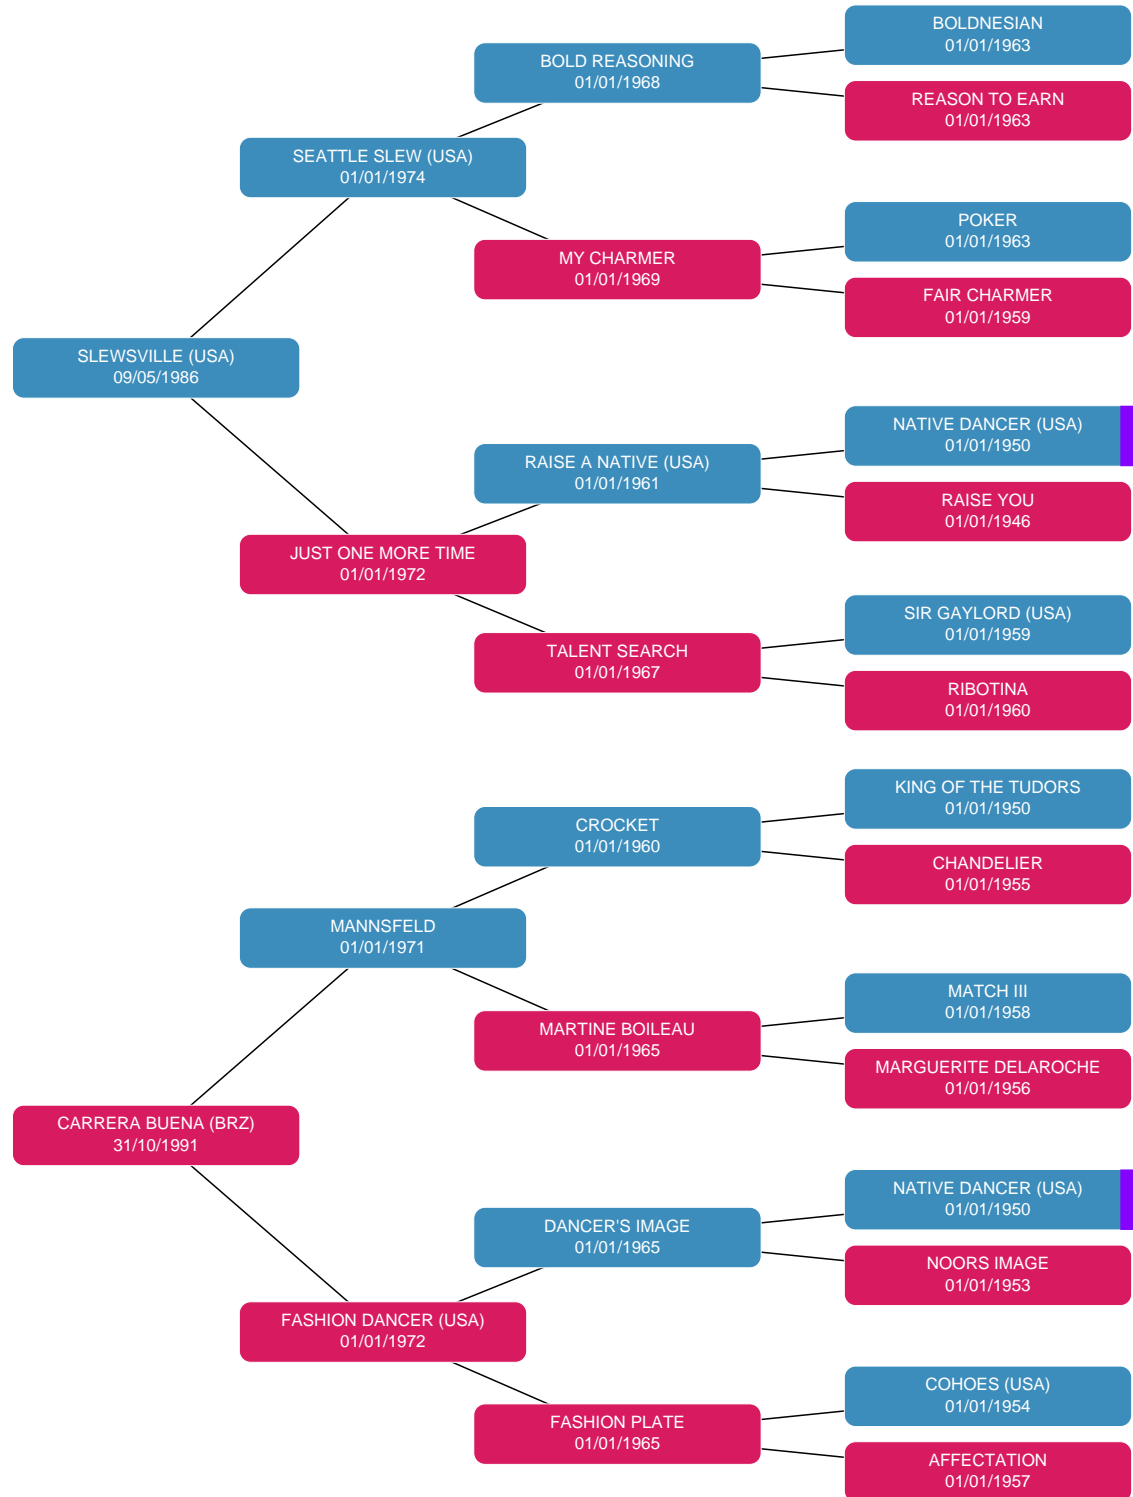 BOLDNESIAN
01/01/1963
BOLD REASONING
01/01/1968
REASON TO EARN
01/01/1963
SEATTLE SLEW (USA)
01/01/1974
POKER
01/01/1963
MY CHARMER
01/01/1969
FAIR CHARMER
01/01/1959
SLEWSVILLE (USA)
09/05/1986
NATIVE DANCER (USA)
01/01/1950
RAISE A NATIVE (USA)
01/01/1961
RAISE YOU
01/01/1946
JUST ONE MORE TIME
01/01/1972
SIR GAYLORD (USA)
01/01/1959
TALENT SEARCH
01/01/1967
RIBOTINA
01/01/1960
KING OF THE TUDORS
01/01/1950
CROCKET
01/01/1960
CHANDELIER
01/01/1955
MANNSFELD
01/01/1971
MATCH III
01/01/1958
MARTINE BOILEAU
01/01/1965
MARGUERITE DELAROCHE
01/01/1956
CARRERA BUENA (BRZ)
31/10/1991
NATIVE DANCER (USA)
01/01/1950
DANCER'S IMAGE
01/01/1965
NOORS IMAGE
01/01/1953
FASHION DANCER (USA)
01/01/1972
COHOES (USA)
01/01/1954
FASHION PLATE
01/01/1965
AFFECTATION
01/01/1957